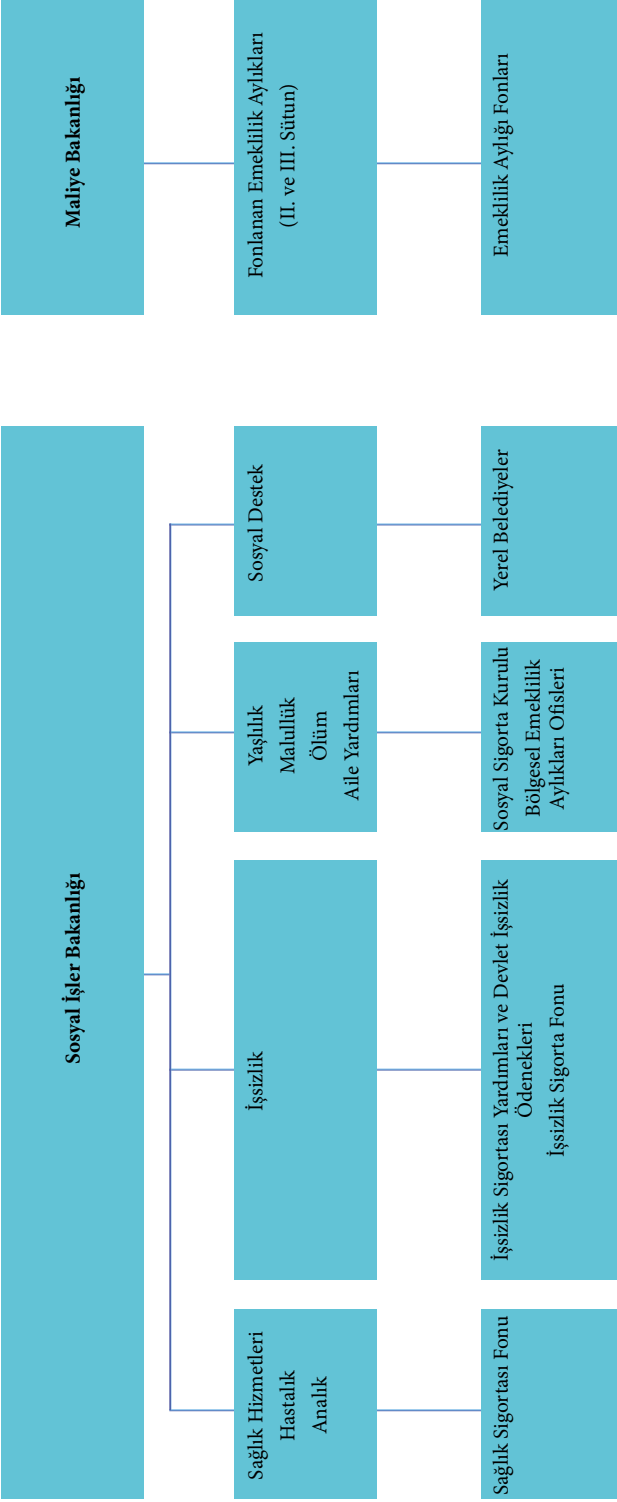 Sosyal İşler Bakanlığı
Maliye Bakanlığı
Sağlık Hizmetleri
Hastalık
Analık
İşsizlik
Yaşlılık
Malullük
Ölüm
Aile Yardımları
Sosyal Destek
Fonlanan Emeklilik Aylıkları
(II. ve III. Sütun)
Sağlık Sigortası Fonu
İşsizlik Sigortası Yardımları ve Devlet İşsizlik
Ödenekleri
İşsizlik Sigorta Fonu
Sosyal Sigorta Kurulu
Bölgesel Emeklilik
Aylıkları Ofisleri
Yerel Belediyeler
Emeklilik Aylığı Fonları